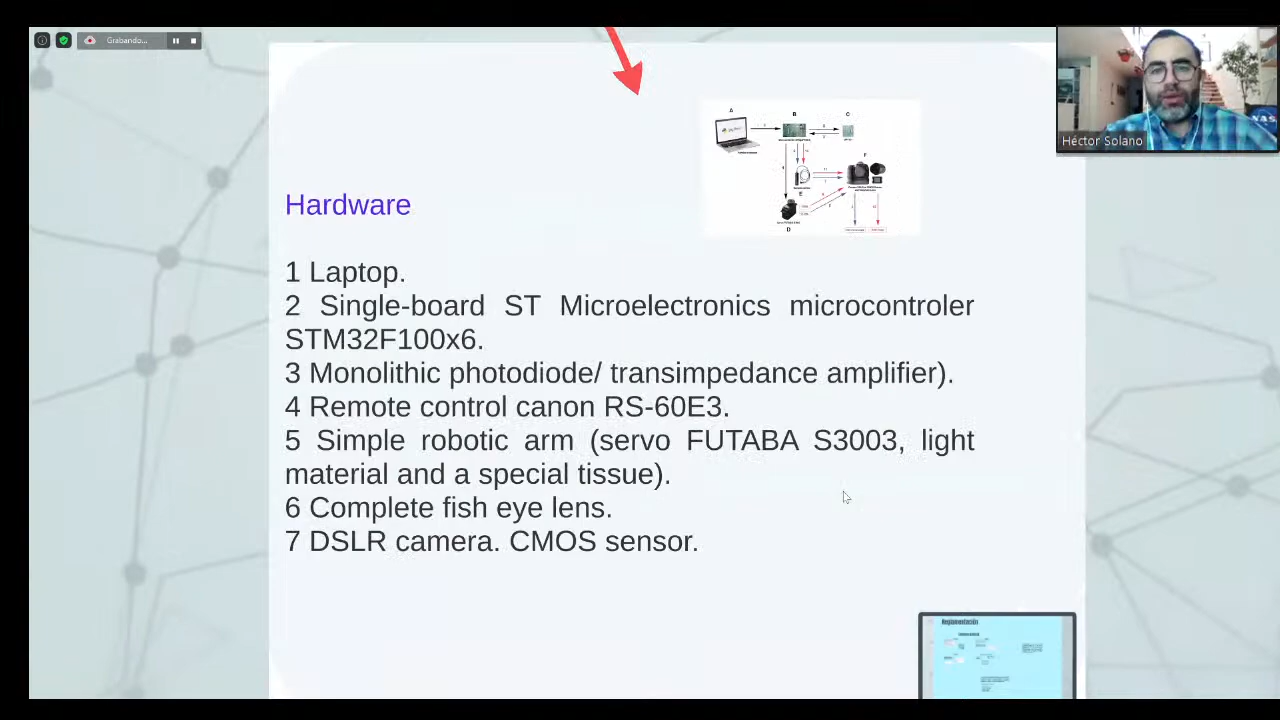 Grabando...
Héctor Solano
NAS
A
B
C
F
E
D
Hardware
1 Laptop.
2 Single-board ST Microelectronics microcontroler
STM32F100x6.
3 Monolithic photodiode/ transimpedance amplifier).
4 Remote control canon RS-60E3.
5 Simple robotic arm (servo FUTABA S3003, light
material and a special tissue).
6 Complete fish eye lens.
7 DSLR camera. CMOS sensor.